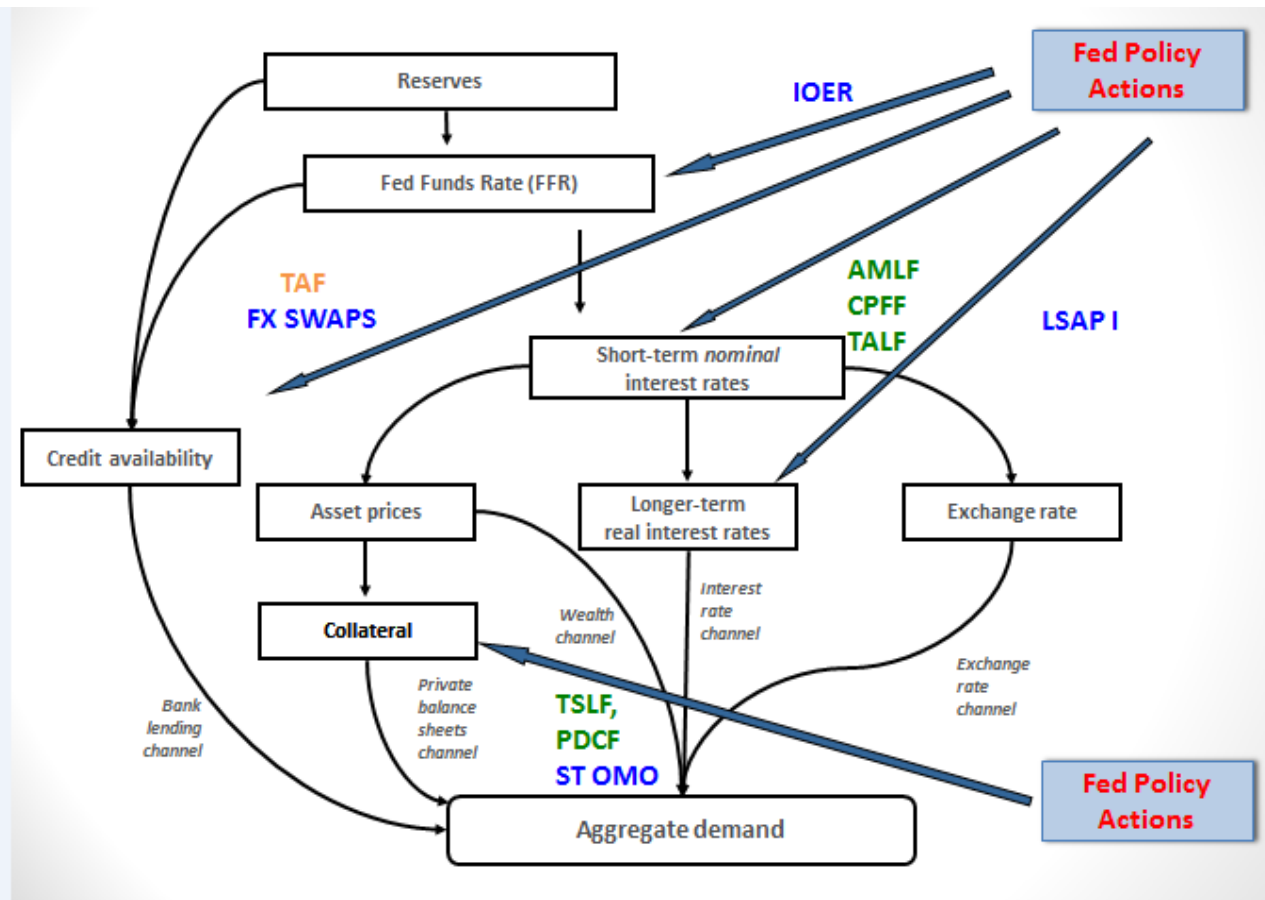 Fed Policy
Actions
Reserves
IOER
Fed Funds Rate (FFR)
TAF
FX SWAPS
AMLF
CPFF
TALF
LSAP I
Short-term nominal
interest rates
Credit availability
Asset prices
Longer-term
real interest rates
Exchange rate
Collateral
Wealth
channel
Interest
rate
channel
Exchange
rate
channel
Bank
lending
channel
Private
balance
sheets
channel
TSLF,
PDCF
ST OMO
Fed Policy
Actions
Aggregate demand